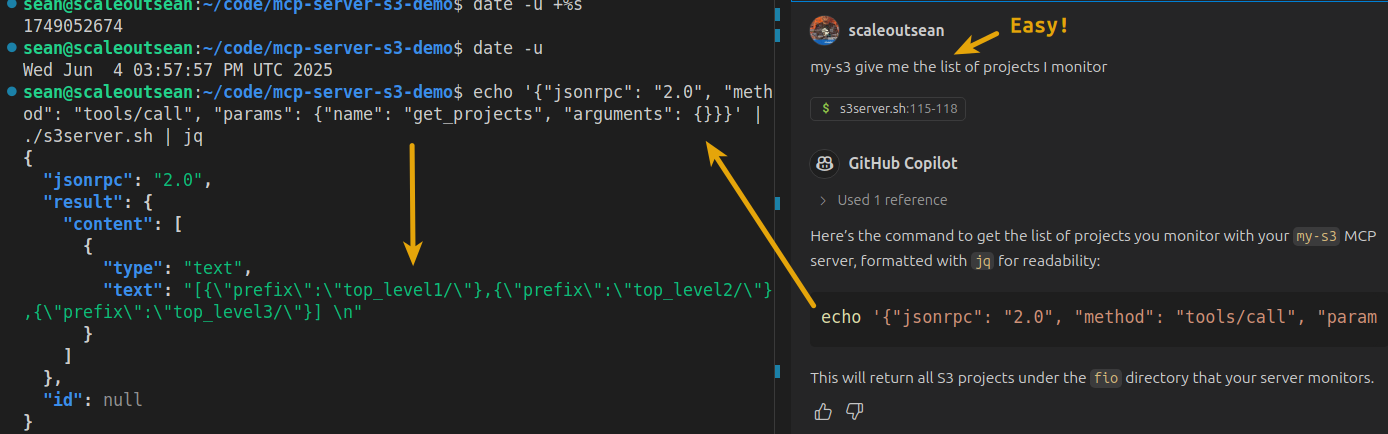 sean@scaleoutsean:~/code/mcp-server-s3-demo$ date -u +%s
1749052674
sean@scaleoutsean:~/code/mcp-server-s3-demo$ date -u
Wed Jun  4 03:57:57 PM UTC 2025
sean@scaleoutsean:~/code/mcp-server-s3-demo$ echo '{"jsonrpc": "2.0", "meth
od": "tools/call", "params": {"name": "get_projects", "arguments": {}}}' |
./s3server.sh | jq
{
  "jsonrpc": "2.0",
  "result": {
    "content": [
      {
        "type": "text",
        "text": "[{\"prefix\":\"top_level1/\"},{\"prefix\":\"top_level2/\"}
,{\"prefix\":\"top_level3/\"}] \n"
      }
    ]
  },
  "id": null
}
scaleoutsean
Easy!
my-s3 give me the list of projects I monitor
$ s3server.sh:115-118
GitHub Copilot
> Used 1 reference
Here's the command to get the list of projects you monitor with your my-s3 MCP
server, formatted with jq for readability:
echo '{"jsonrpc": "2.0", "method": "tools/call", "param
This will return all S3 projects under the fio directory that your server monitors.